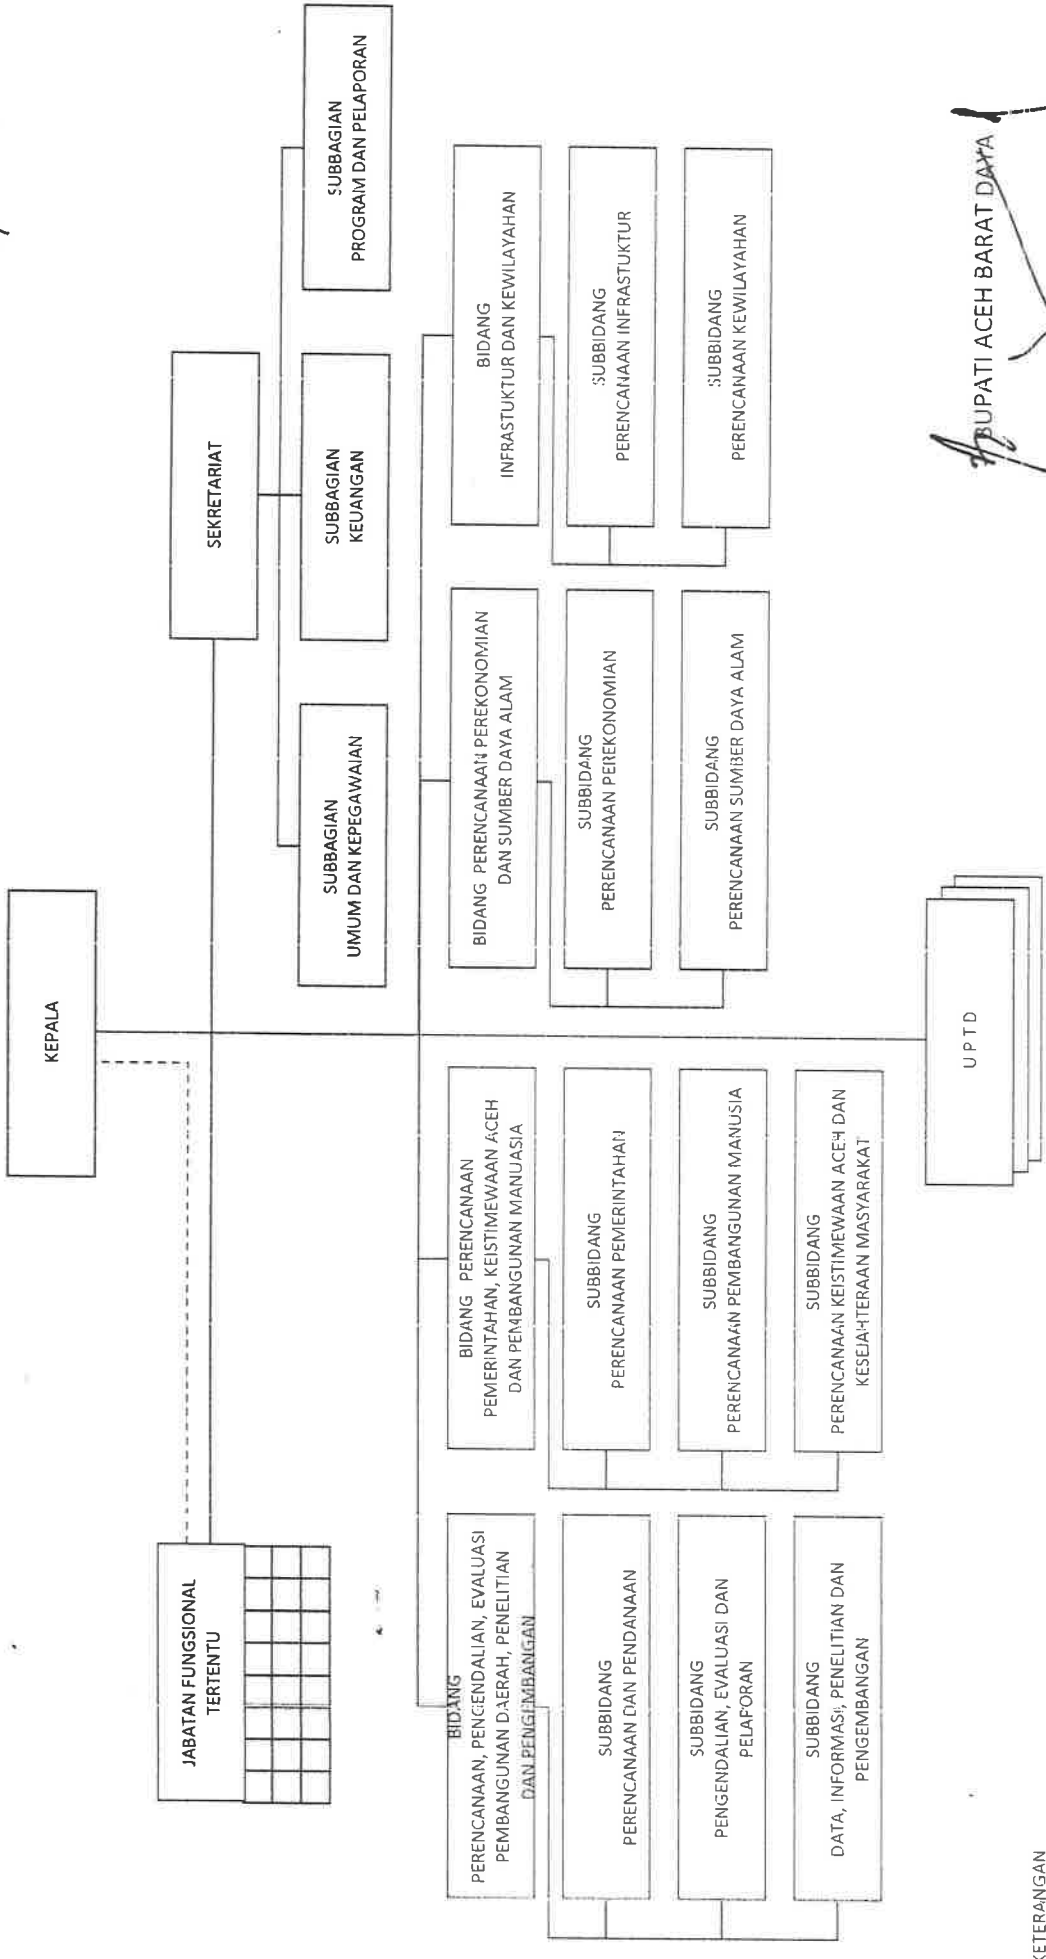 KEPALA
JABATAN FUNGSIONAL
TERTENTU
SEKRETARIAT
SUBBAGIAN
UMUM DAN KEPEGAWAIAN
SUBBAGIAN
KEUANGAN
SUBBAGIAN
PROGRAM DAN PELAPORAN
BIDANG
PERENCANAAN, PENGENDALIAN, EVALUASI
PEMBANGUNAN DAERAH, PENELITIAN
DAN PENGEMBANGAN
SUBBIDANG
PERENCANAAN DAN PENDANAAN
SUBBIDANG
PENGENDALIAN, EVALUASI DAN
PELAPORAN
SUBBIDANG
DATA, INFORMASI, PENELITIAN DAN
PENGEMBANGAN
BIDANG PERENCANAAN
PEMERINTAHAN, KEISTIMEWAAN ACEH
DAN PEMBANGUNAN MANUASIA
SUBBIDANG
PERENCANAAN PEMERINTAHAN
SUBBIDANG
PERENCANAAN PEMBANGUNAN MANUSIA
SUBBIDANG
PERENCANAAN KEISTIMEWAAN ACEH DAN
KESEJAHTERAAN MASYARAKAT
BIDANG PERENCANAAN PEREKONOMIAN
DAN SUMBER DAYA ALAM
SUBBIDANG
PERENCANAAN PEREKONOMIAN
SUBBIDANG
PERENCANAAN SUMBER DAYA ALAM
BIDANG
INFRASTUKTUR DAN KEWILAYAHAN
SUBBIDANG
PERENCANAAN INFRASTUKTUR
SUBBIDANG
PERENCANAAN KEWILAYAHAN
UPTD
BUPATI ACEH BARAT DAYA
KETERANGAN